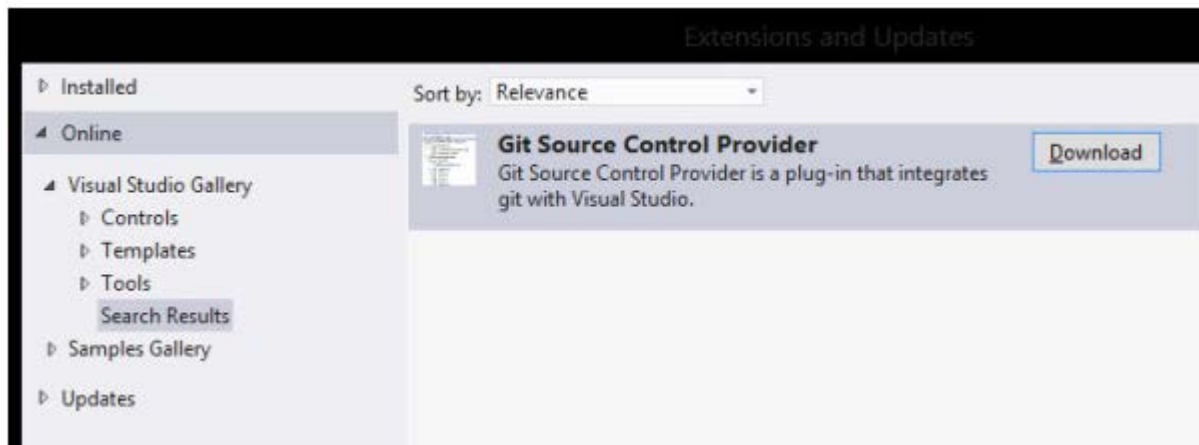 Extensions and Updates
Installed
Online
Visual Studio Gallery
Controls
Templates
Tools
Search Results
Samples Gallery
Updates
Sort by: Relevance
Git Source Control Provider
Git Source Control Provider is a plug-in that integrates
git with Visual Studio.
Download